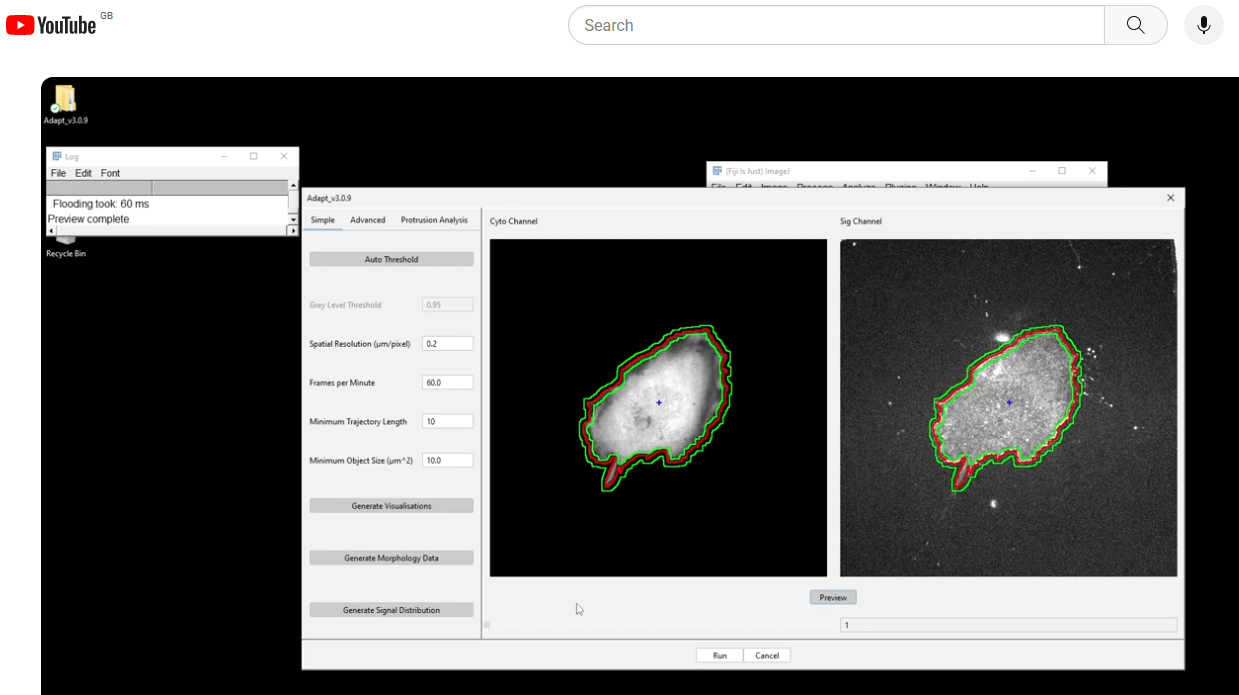 YouTube GB
Search
Adapt_v3.0.9
Log
File Edit Font
Flooding took: 60 ms
Preview complete
Recycle Bin
(Fiji Is Just) ImageJ
File Edit Image Process Analyze Plugins Window Help
Adapt_v3.0.9
Simple Advanced Protrusion Analysis
Cyto Channel
Sig Channel
Auto Threshold
Grey Level Threshold 0.95
Spatial Resolution (µm/pixel) 0.2
Frames per Minute 60.0
Minimum Trajectory Length 10
Minimum Object Size (µm^2) 10.0
Generate Visualisations
Generate Morphology Data
Generate Signal Distribution
Preview
1
Run Cancel